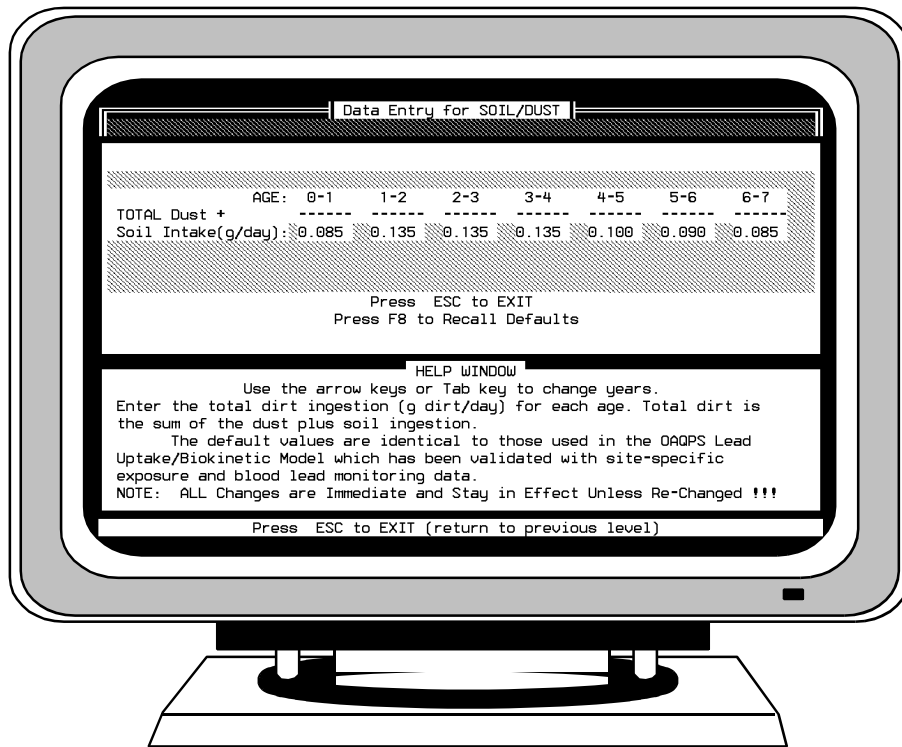 Data Entry for SOIL/DUST
AGE: 0-1 1-2 2-3 3-4 4-5 5-6 6-7
TOTAL Dust + ------ ------ ------ ------ ------ ------ ------
Soil Intake(g/day): 0.085 0.135 0.135 0.135 0.100 0.090 0.085
Press ESC to EXIT
Press F8 to Recall Defaults
HELP WINDOW
Use the arrow keys or Tab key to change years.
Enter the total dirt ingestion (g dirt/day) for each age. Total dirt is
the sum of the dust plus soil ingestion.
The default values are identical to those used in the OAQPS Lead
Uptake/Biokinetic Model which has been validated with site-specific
exposure and blood lead monitoring data.
NOTE: ALL Changes are Immediate and Stay in Effect Unless Re-Changed !!!
Press ESC to EXIT (return to previous level)